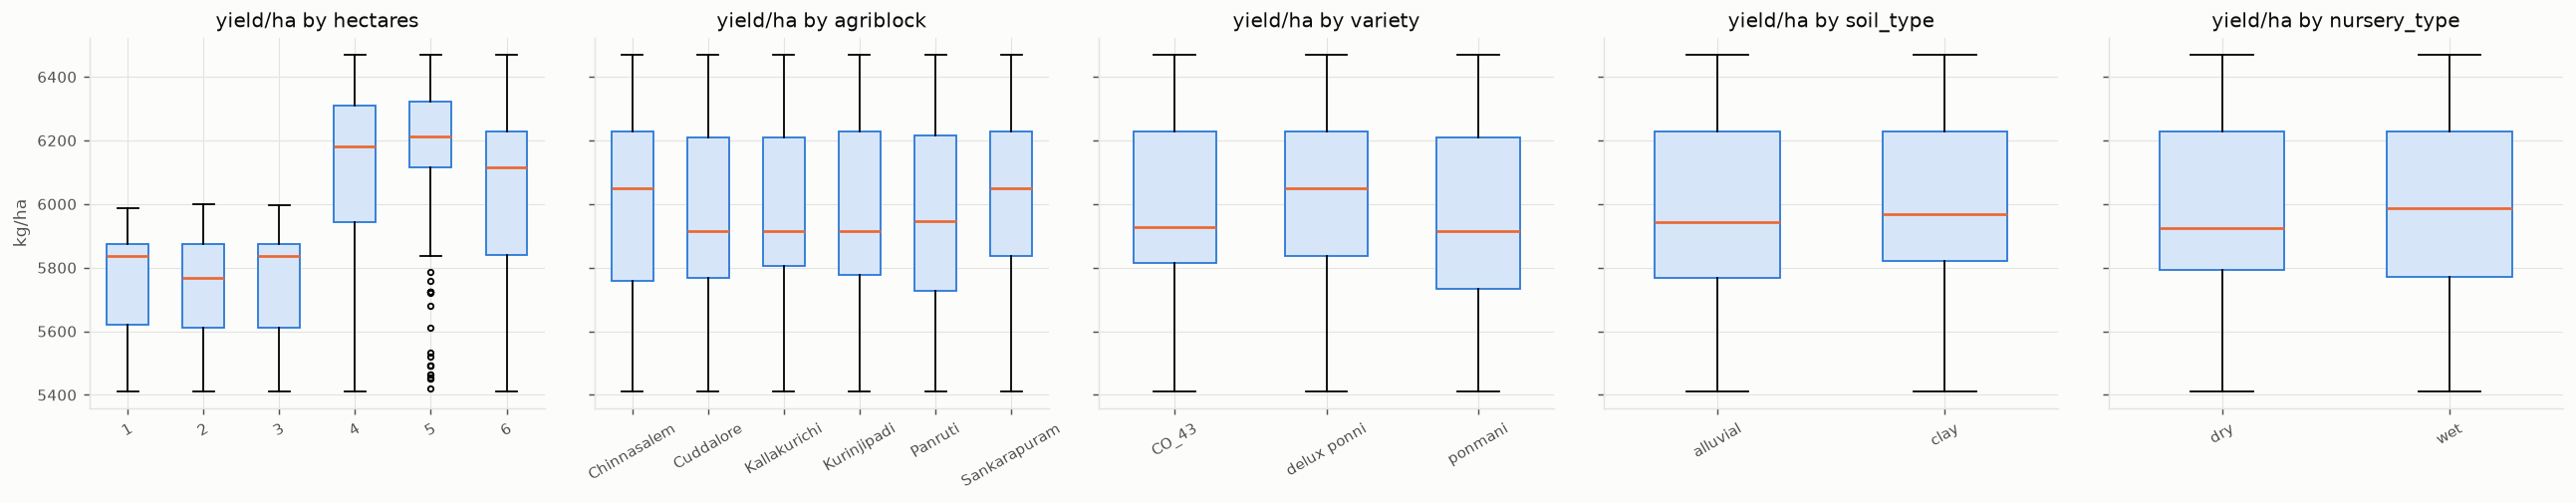 yield/ha by hectares
yield/ha by agriblock
yield/ha by variety
yield/ha by soil_type
yield/ha by nursery_type
kg/ha
6400
6200
6000
5800
5600
5400
1 2 3 4 5 6
Chinnasalem Cuddalore Kallakurichi Kurinjipadi Panruti Sankarapuram
CO_43 delux ponni ponmani
alluvial clay
dry wet